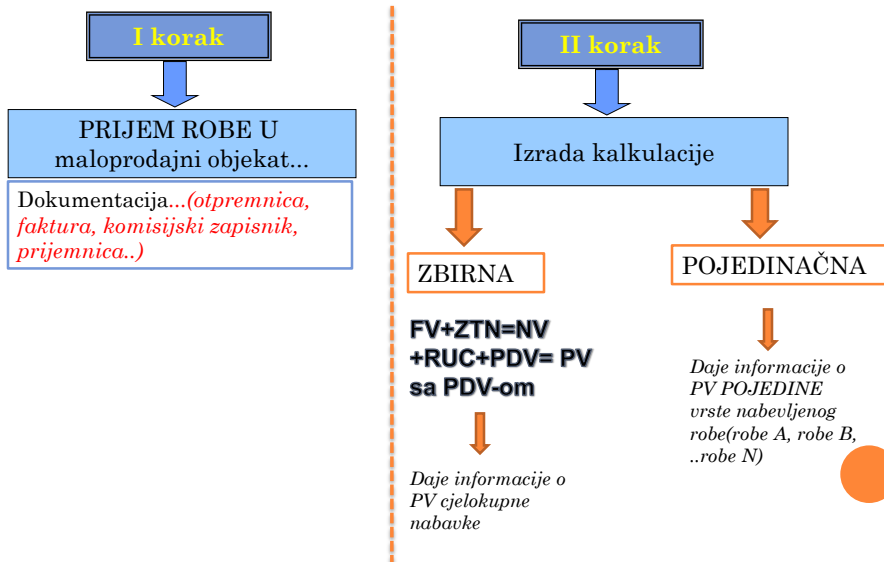 I korak
PRIJEM ROBE U
maloprodajni objekat...
Dokumentacija...(otpremnica,
faktura, komisijski zapisnik,
prijemnica..)
II korak
Izrada kalkulacije
ZBIRNA
FV+ZTN=NV
+RUC+PDV= PV
sa PDV-om
Daje informacije o
PV cjelokupne
nabavke
POJEDINAČNA
Daje informacije o
PV POJEDINE
vrste nabevljenog
robe(robe A, robe B,
..robe N)